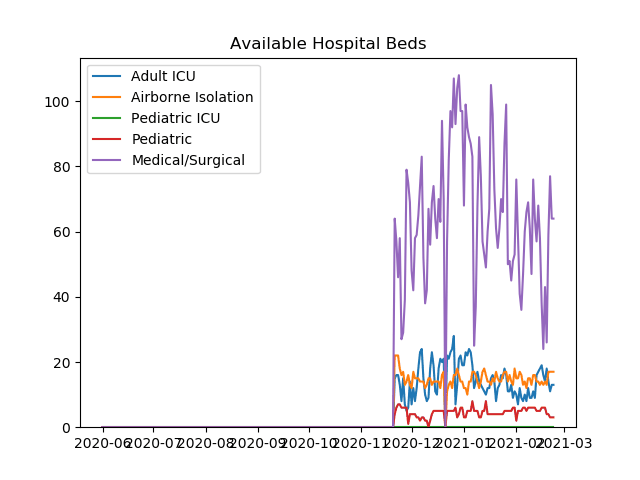 Available Hospital Beds
Adult ICU
Airborne Isolation
Pediatric ICU
Pediatric
Medical/Surgical
100
80
60
40
20
0
2020-06 2020-07 2020-08 2020-09 2020-10 2020-11 2020-12 2021-01 2021-02 2021-03